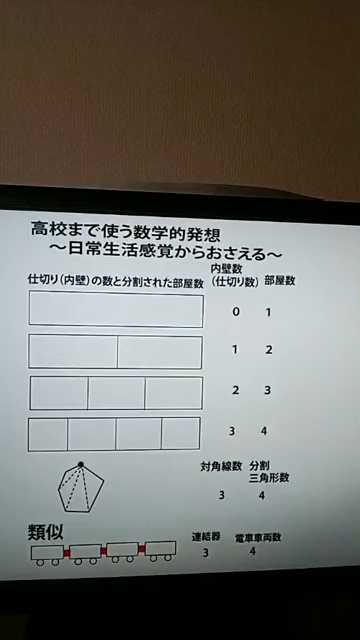 高校まで使う数学的発想
～日常生活感覚からおさえる～
仕切り（内壁）の数と分割された部屋数
内壁数
（仕切り数） 部屋数
0 1
1 2
2 3
3 4
対角線数 分割
三角形数
3 4
類似
連結器 電車車両数
3 4